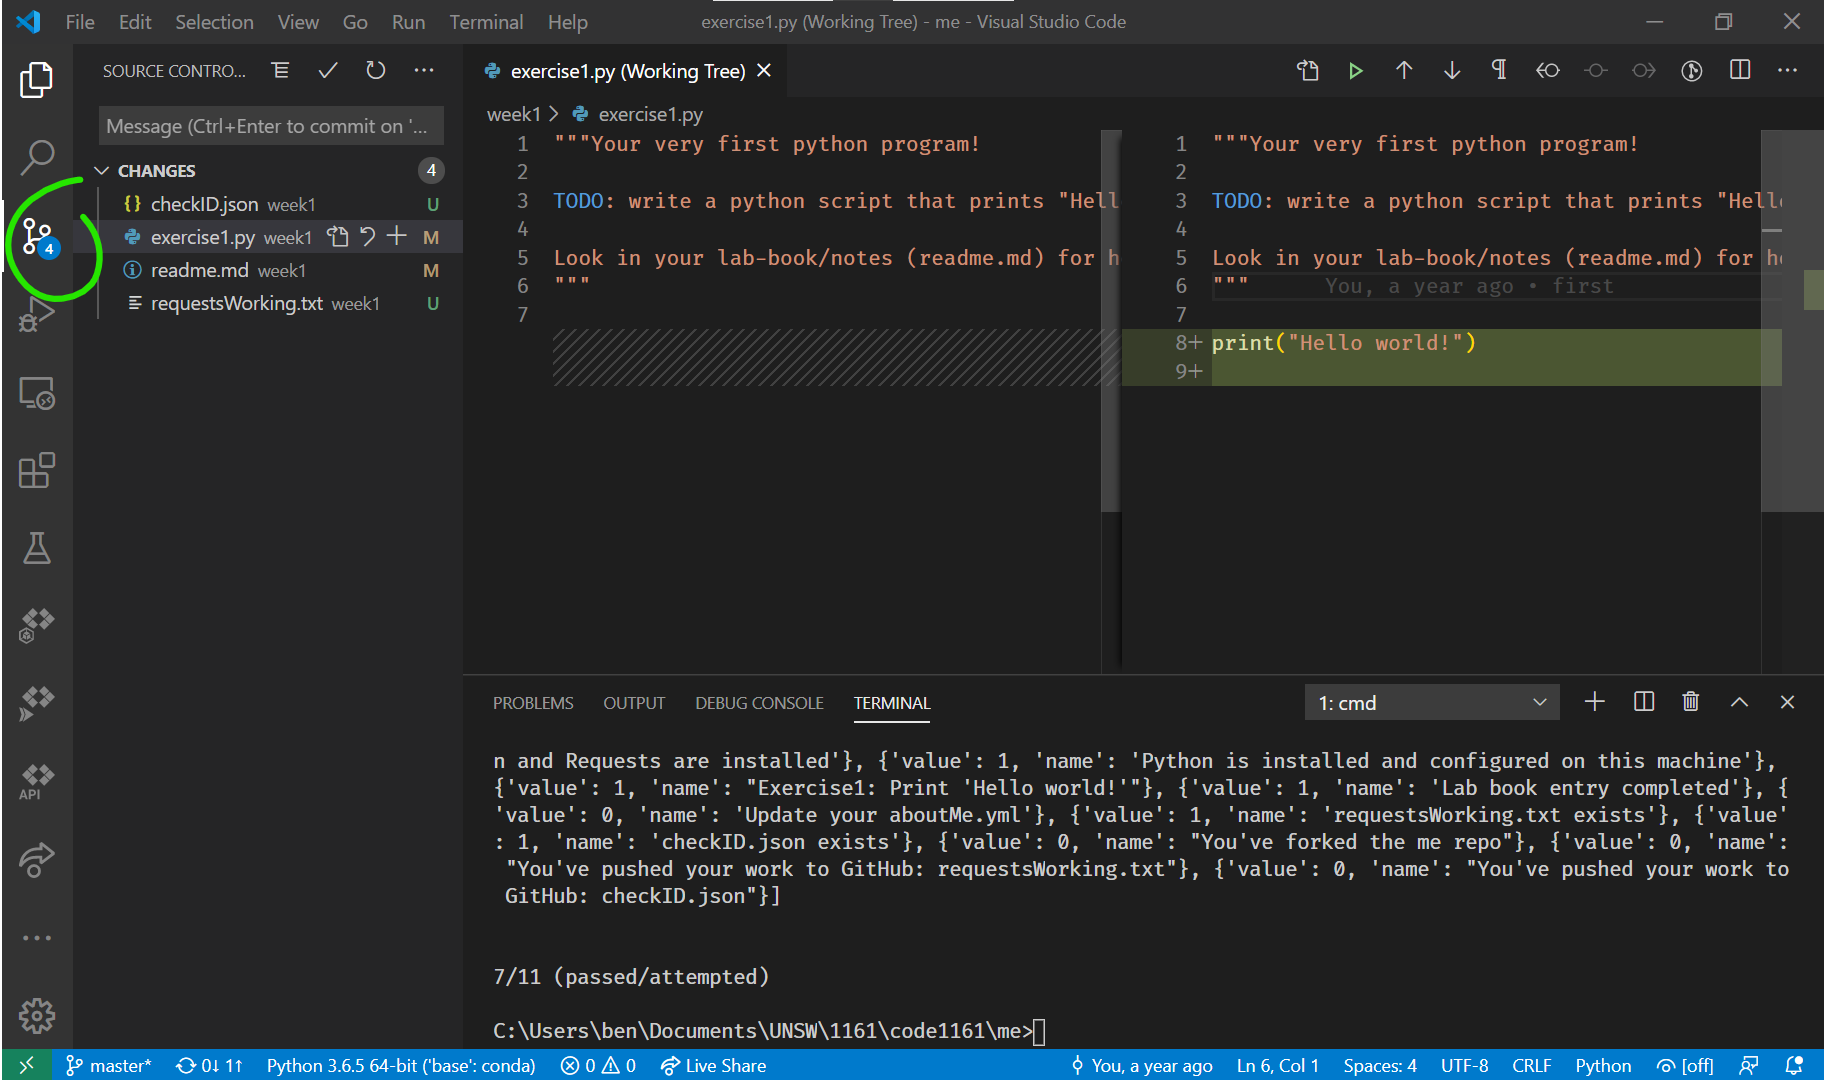 File Edit Selection View Go Run Terminal Help
exercise1.py (Working Tree) - me - Visual Studio Code
SOURCE CONTRO...
Message (Ctrl+Enter to commit on '...
CHANGES 4
{} checkID.json week1 U
exercise1.py week1 M
readme.md week1 M
requestsWorking.txt week1 U
4
API
exercise1.py (Working Tree)
week1 > exercise1.py
1 """Your very first python program!
2
3 TODO: write a python script that prints "Hell
4
5 Look in your lab-book/notes (readme.md) for h
6 """
7
1 """Your very first python program!
2
3 TODO: write a python script that prints "Hell
4
5 Look in your lab-book/notes (readme.md) for h
6 """ You, a year ago • first
7
8+ print("Hello world!")
9+
PROBLEMS OUTPUT DEBUG CONSOLE TERMINAL
1: cmd
n and Requests are installed'}, {'value': 1, 'name': 'Python is installed and configured on this machine'},
{'value': 1, 'name': "Exercise1: Print 'Hello world!'"}, {'value': 1, 'name': 'Lab book entry completed'}, {
'value': 0, 'name': 'Update your aboutMe.yml'}, {'value': 1, 'name': 'requestsWorking.txt exists'}, {'value'
: 1, 'name': 'checkID.json exists'}, {'value': 0, 'name': "You've forked the me repo"}, {'value': 0, 'name':
"You've pushed your work to GitHub: requestsWorking.txt"}, {'value': 0, 'name': "You've pushed your work to
GitHub: checkID.json"}]
7/11 (passed/attempted)
C:\Users\ben\Documents\UNSW\1161\code1161\me>
master* 0↓ 1↑ Python 3.6.5 64-bit ('base': conda) 0 0 Live Share You, a year ago Ln 6, Col 1 Spaces: 4 UTF-8 CRLF Python [off]